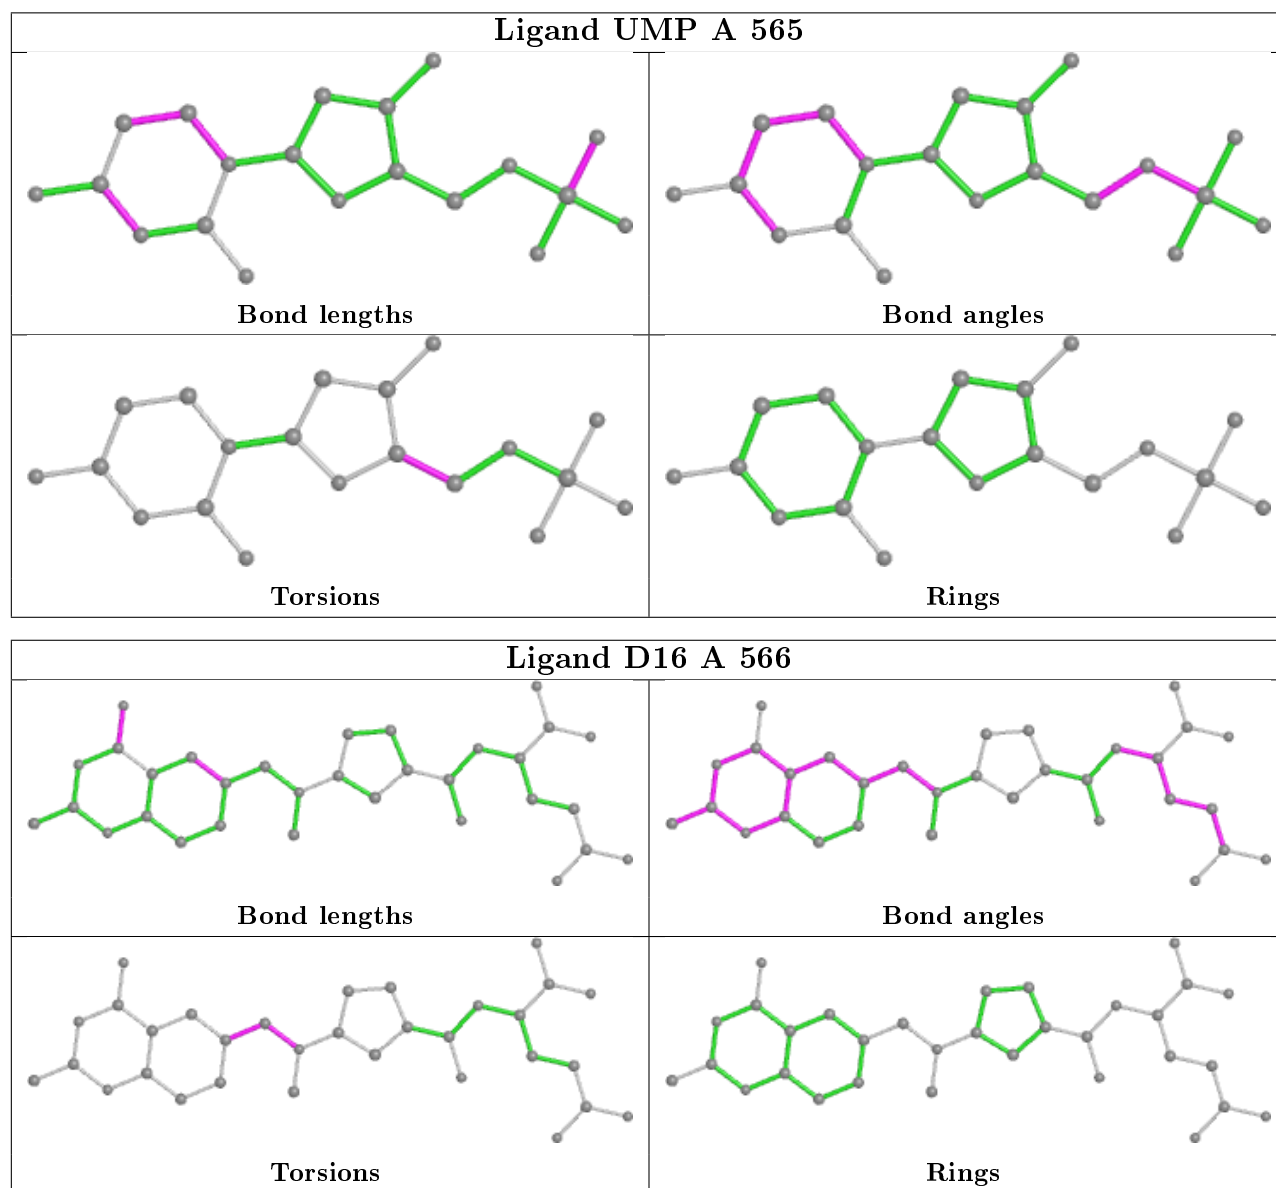 Ligand UMP A 565
Bond lengths
Bond angles
Torsions
Rings
Ligand D16 A 566
Bond lengths
Bond angles
Torsions
Rings